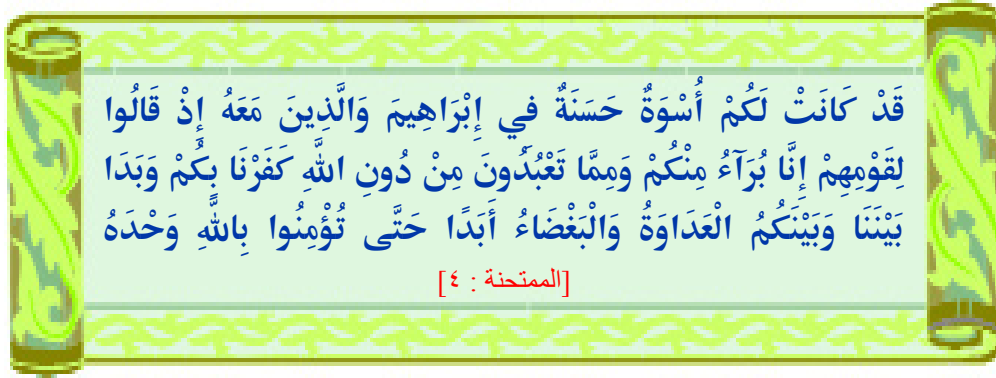 قَدْ كَانَتْ لَكُمْ أُسْوَةٌ حَسَنَةٌ في إِبْرَاهِيمَ وَالَّذِينَ مَعَهُ إِذْ قَالُوا
لِقَوْمِهِمْ إِنَّا بُرَآءُ مِنْكُمْ وَمِمَّا تَعْبُدُونَ مِنْ دُونِ اللَّهِ كَفَرْنَا بِكُمْ وَبَدَا
بَيْنَنَا وَبَيْنَكُمُ الْعَدَاوَةُ وَالْبَغْضَاءُ أَبَدًا حَتَّى تُؤْمِنُوا بِاللَّهِ وَحْدَهُ
[الممتحنة : ٤]